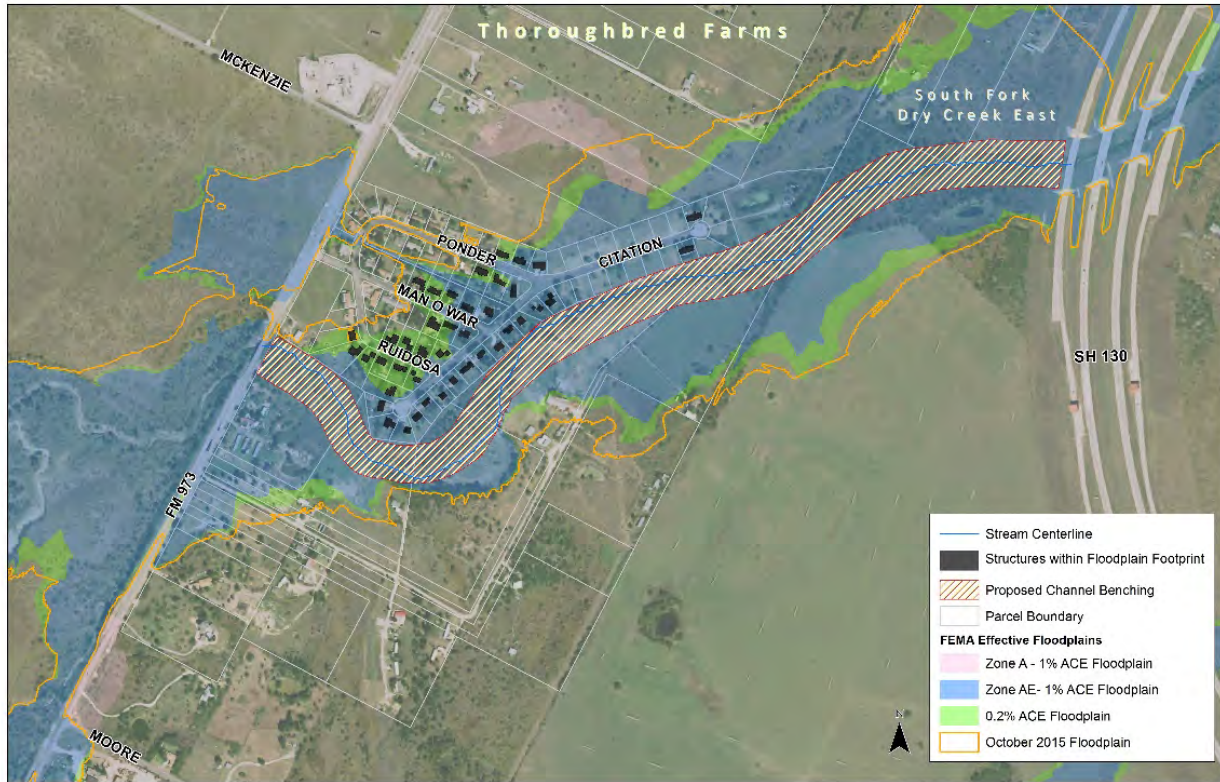 Thoroughbred Farms
MCKENZIE
South Fork
Dry Creek East
PONDER
CITATION
MAN O WAR
RUIDOSA
SH 130
FM 973
MOORE
N
Stream Centerline
Structures within Floodplain Footprint
Proposed Channel Benching
Parcel Boundary
FEMA Effective Floodplains
Zone A - 1% ACE Floodplain
Zone AE- 1% ACE Floodplain
0.2% ACE Floodplain
October 2015 Floodplain